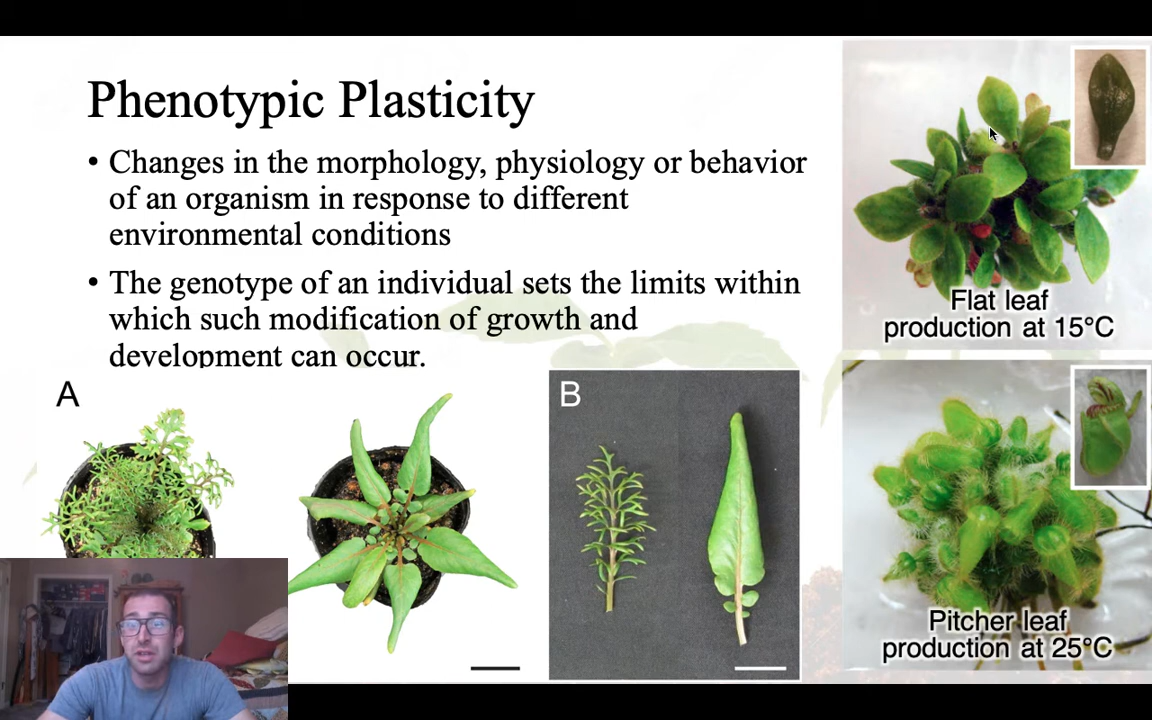 Phenotypic Plasticity
• Changes in the morphology, physiology or behavior
of an organism in response to different
environmental conditions
• The genotype of an individual sets the limits within
which such modification of growth and
development can occur.
A
B
Flat leaf
production at 15°C
Pitcher leaf
production at 25°C